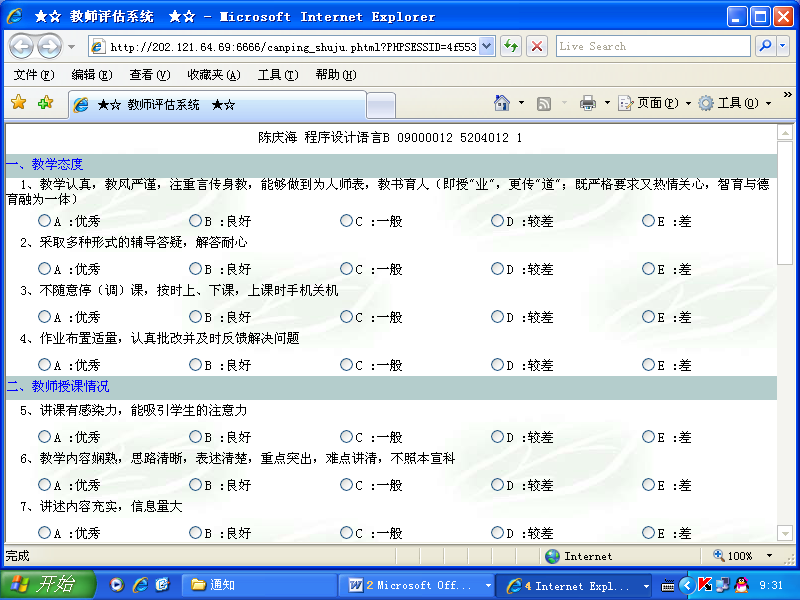 ★☆ 教师评估系统 ★☆ - Microsoft Internet Explorer
http://202.121.64.69:6666/canping_shuju.phtml?PHPSESSID=4f553
Live Search
文件(F) 编辑(E) 查看(V) 收藏夹(A) 工具(T) 帮助(H)
★☆ 教师评估系统 ★☆
页面(P) 工具(O)
陈庆海 程序设计语言B 09000012 5204012 1
一、教学态度
1、教学认真，教风严谨，注重言传身教，能够做到为人师表，教书育人（即授“业”，更传“道”；既严格要求又热情关心，智育与德
育融为一体）
A :优秀 B :良好 C :一般 D :较差 E :差
2、采取多种形式的辅导答疑，解答耐心
A :优秀 B :良好 C :一般 D :较差 E :差
3、不随意停（调）课，按时上、下课，上课时手机关机
A :优秀 B :良好 C :一般 D :较差 E :差
4、作业布置适量，认真批改并及时反馈解决问题
A :优秀 B :良好 C :一般 D :较差 E :差
二、教师授课情况
5、讲课有感染力，能吸引学生的注意力
A :优秀 B :良好 C :一般 D :较差 E :差
6、教学内容娴熟，思路清晰，表述清楚，重点突出，难点讲清，不照本宣科
A :优秀 B :良好 C :一般 D :较差 E :差
7、讲述内容充实，信息量大
A :优秀 B :良好 C :一般 D :较差 E :差
完成 Internet 100%
开始 通知 2 Microsoft Off... 4 Internet Expl... 9:31